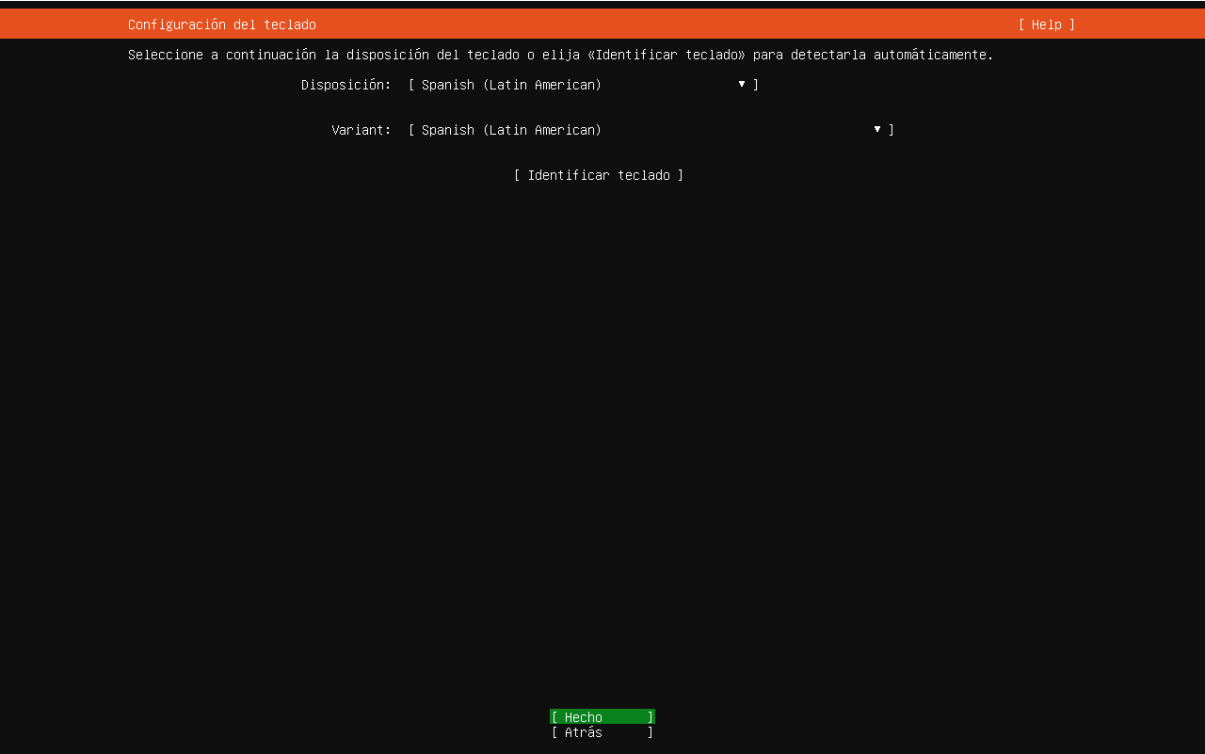 Configuración del teclado [ Help ]
Seleccione a continuación la disposición del teclado o elija «Identificar teclado» para detectarla automáticamente.
Disposición: [ Spanish (Latin American) ▾ ]
Variant: [ Spanish (Latin American) ▾ ]
[ Identificar teclado ]
[ Hecho ]
[ Atrás ]